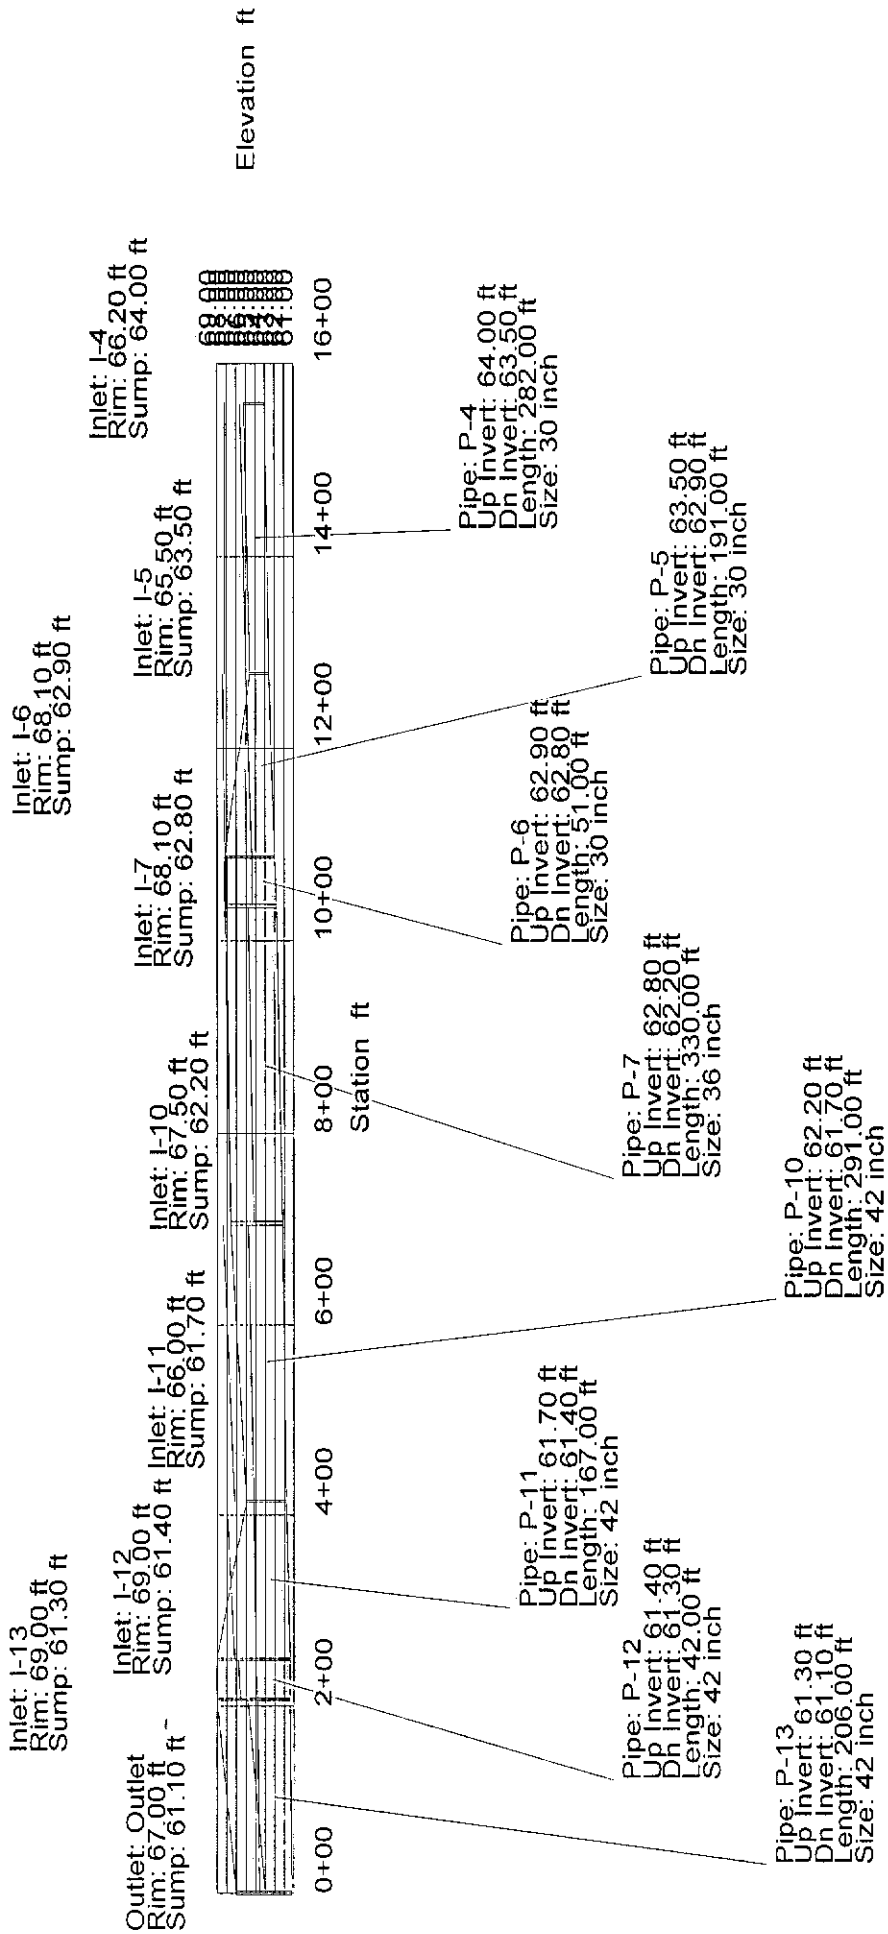 Inlet: I-13
Rim: 69.00 ft
Sump: 61.30 ft
Inlet: I-6
Rim: 68.10 ft
Sump: 62.90 ft
Outlet: Outlet
Rim: 67.00 ft
Sump: 61.10 ft
Inlet: I-12
Rim: 69.00 ft
Sump: 61.40 ft
Inlet: I-11
Rim: 66.00 ft
Sump: 61.70 ft
Inlet: I-10
Rim: 67.50 ft
Sump: 62.20 ft
Inlet: I-7
Rim: 68.10 ft
Sump: 62.80 ft
Inlet: I-5
Rim: 65.50 ft
Sump: 63.50 ft
Inlet: I-4
Rim: 66.20 ft
Sump: 64.00 ft
Elevation ft
0+00
2+00
4+00
6+00
8+00
10+00
12+00
14+00
16+00
Station ft
Pipe: P-13
Up Invert: 61.30 ft
Dn Invert: 61.10 ft
Length: 206.00 ft
Size: 42 inch
Pipe: P-12
Up Invert: 61.40 ft
Dn Invert: 61.30 ft
Length: 42.00 ft
Size: 42 inch
Pipe: P-11
Up Invert: 61.70 ft
Dn Invert: 61.40 ft
Length: 167.00 ft
Size: 42 inch
Pipe: P-10
Up Invert: 62.20 ft
Dn Invert: 61.70 ft
Length: 291.00 ft
Size: 42 inch
Pipe: P-7
Up Invert: 62.80 ft
Dn Invert: 62.20 ft
Length: 330.00 ft
Size: 36 inch
Pipe: P-6
Up Invert: 62.90 ft
Dn Invert: 62.80 ft
Length: 51.00 ft
Size: 30 inch
Pipe: P-5
Up Invert: 63.50 ft
Dn Invert: 62.90 ft
Length: 191.00 ft
Size: 30 inch
Pipe: P-4
Up Invert: 64.00 ft
Dn Invert: 63.50 ft
Length: 282.00 ft
Size: 30 inch